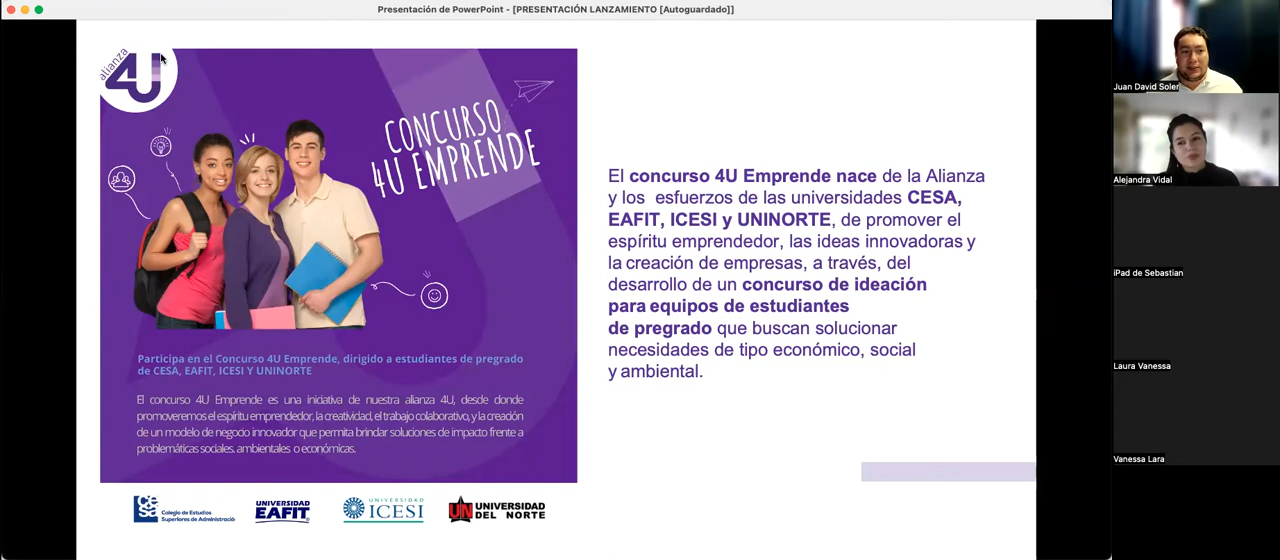 Presentación de PowerPoint - [PRESENTACIÓN LANZAMIENTO [Autoguardado]]
alianza
4U
CONCURSO
4U EMPRENDE
Participa en el Concurso 4U Emprende, dirigido a estudiantes de pregrado
de CESA, EAFIT, ICESI Y UNINORTE
El concurso 4U Emprende es una iniciativa de nuestra alianza 4U, desde donde
promoveremos el espíritu emprendedor, la creatividad, el trabajo colaborativo, y la creación
de un modelo de negocio innovador que permita brindar soluciones de impacto frente a
problemáticas sociales, ambientales o económicas.
cesa
Colegio de Estudios
Superiores de Administració
UNIVERSIDAD
EAFIT
UNIVERSIDAD
ICESI
UN
UNIVERSIDAD
DEL NORTE
El concurso 4U Emprende nace de la Alianza
y los esfuerzos de las universidades CESA,
EAFIT, ICESI y UNINORTE, de promover el
espíritu emprendedor, las ideas innovadoras y
la creación de empresas, a través, del
desarrollo de un concurso de ideación
para equipos de estudiantes
de pregrado que buscan solucionar
necesidades de tipo económico, social
y ambiental.
Juan David Soler
Alejandra Vidal
iPad de Sebastian
Laura Vanessa
Vanessa Lara